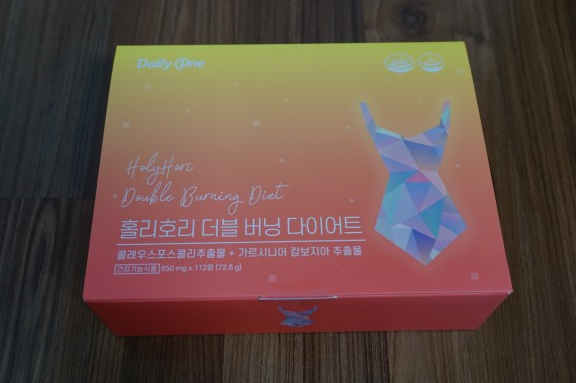 Daily One
HolyHori
Double Burning Diet
홀리호리 더블 버닝 다이어트
콜레우스포스콜리추출물 + 가르시니아 캄보지아 추출물
건강기능식품 650 mg x 112정 (72.8 g)